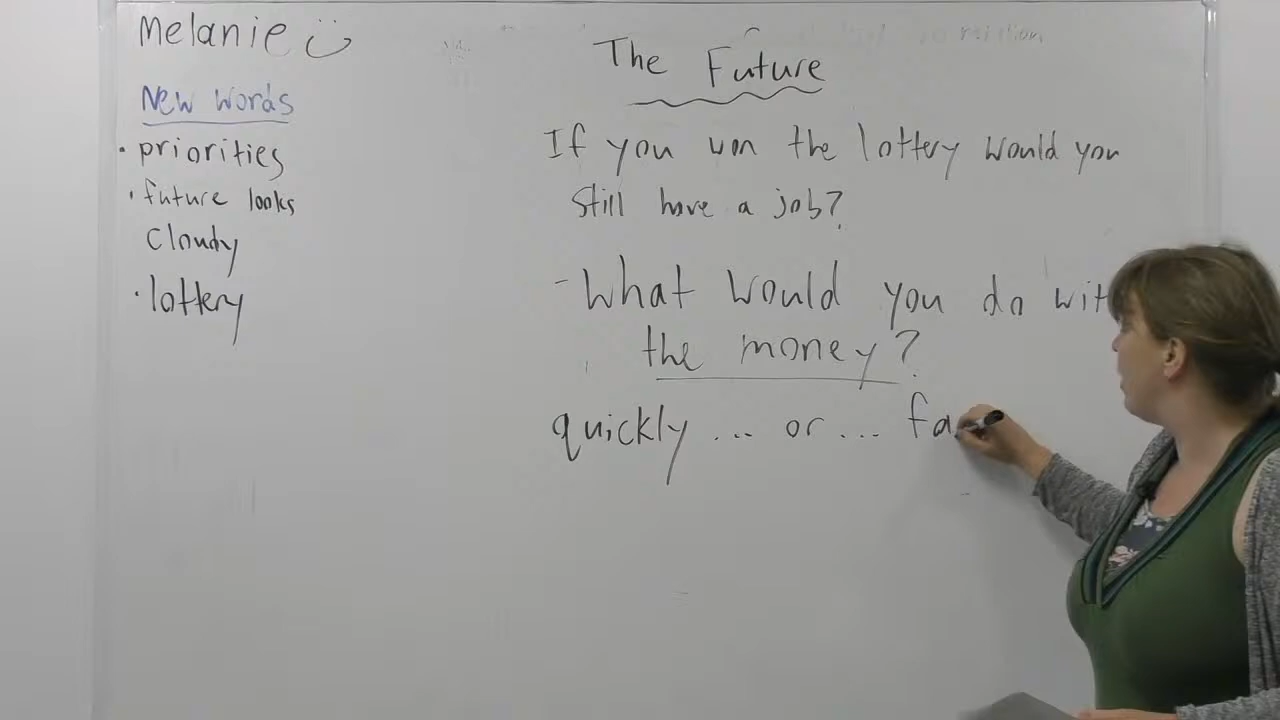 Melanie
New words
• priorities
• future looks
cloudy
• lottery
The Future
If you won the lottery would you
still have a job?
- What would you do wit
the money?
quickly ... or ... fa